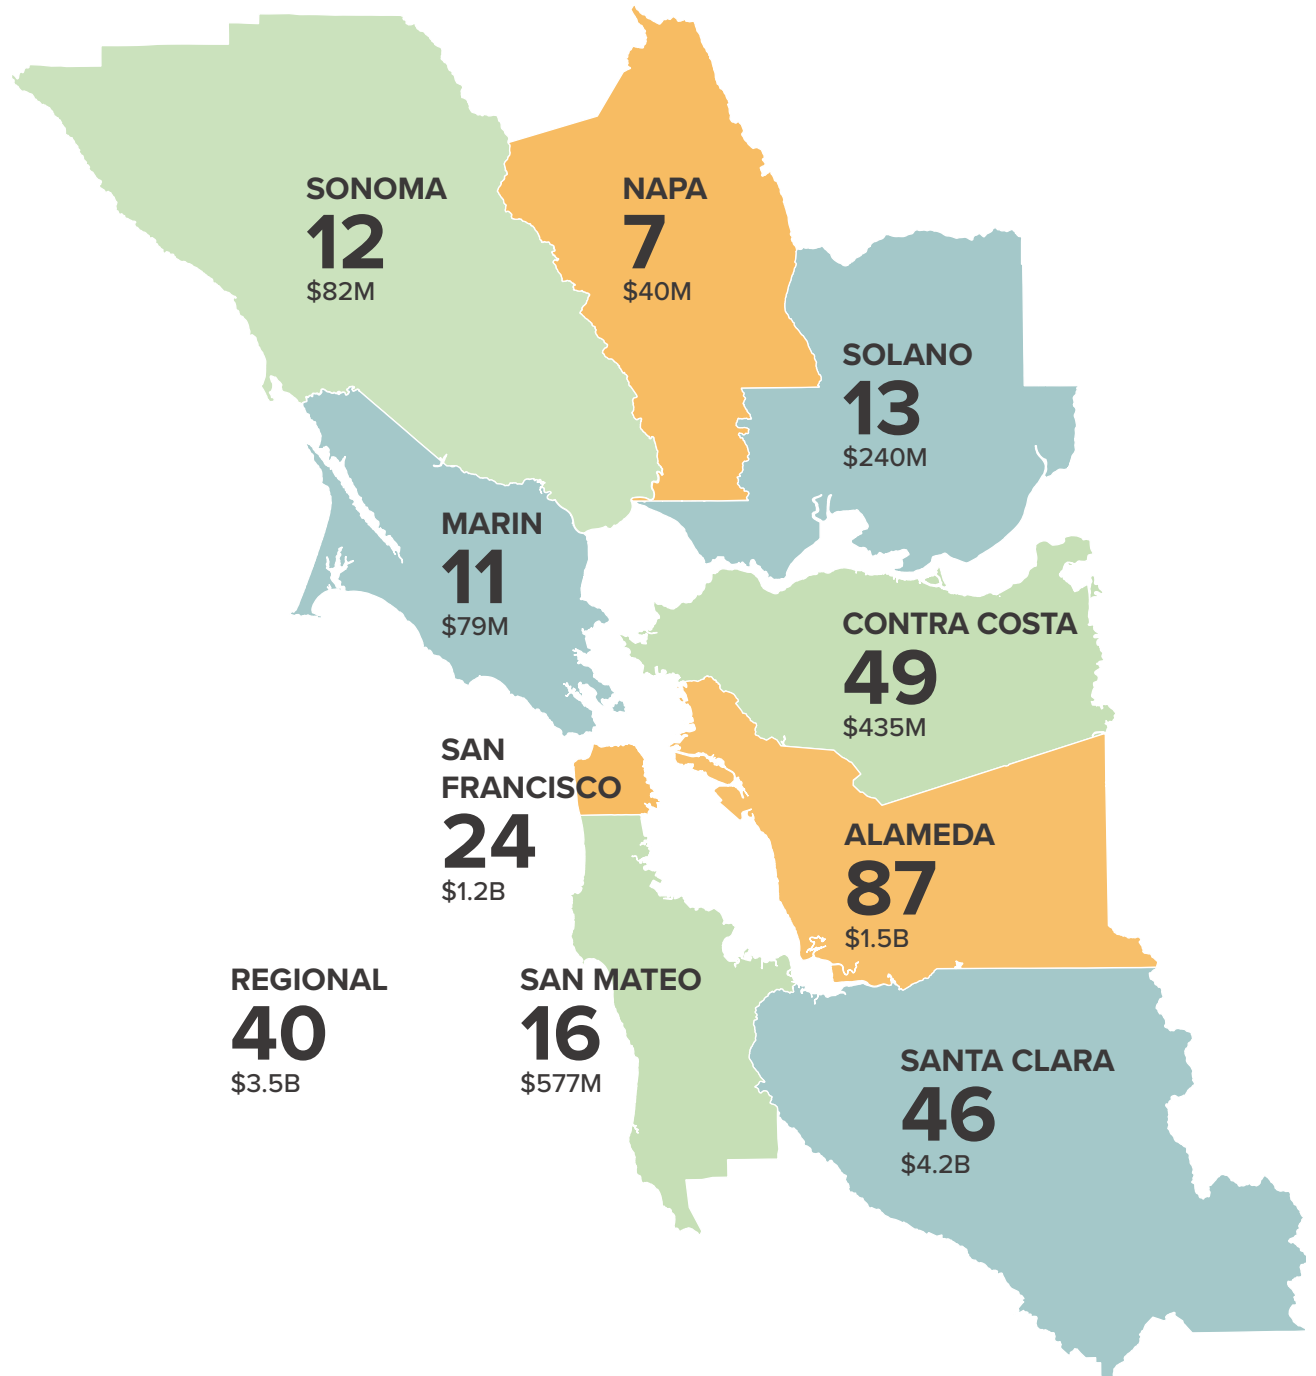 SONOMA
12
$82M
NAPA
7
$40M
SOLANO
13
$240M
MARIN
11
$79M
CONTRA COSTA
49
$435M
SAN
FRANCISCO
24
$1.2B
ALAMEDA
87
$1.5B
REGIONAL
40
$3.5B
SAN MATEO
16
$577M
SANTA CLARA
46
$4.2B